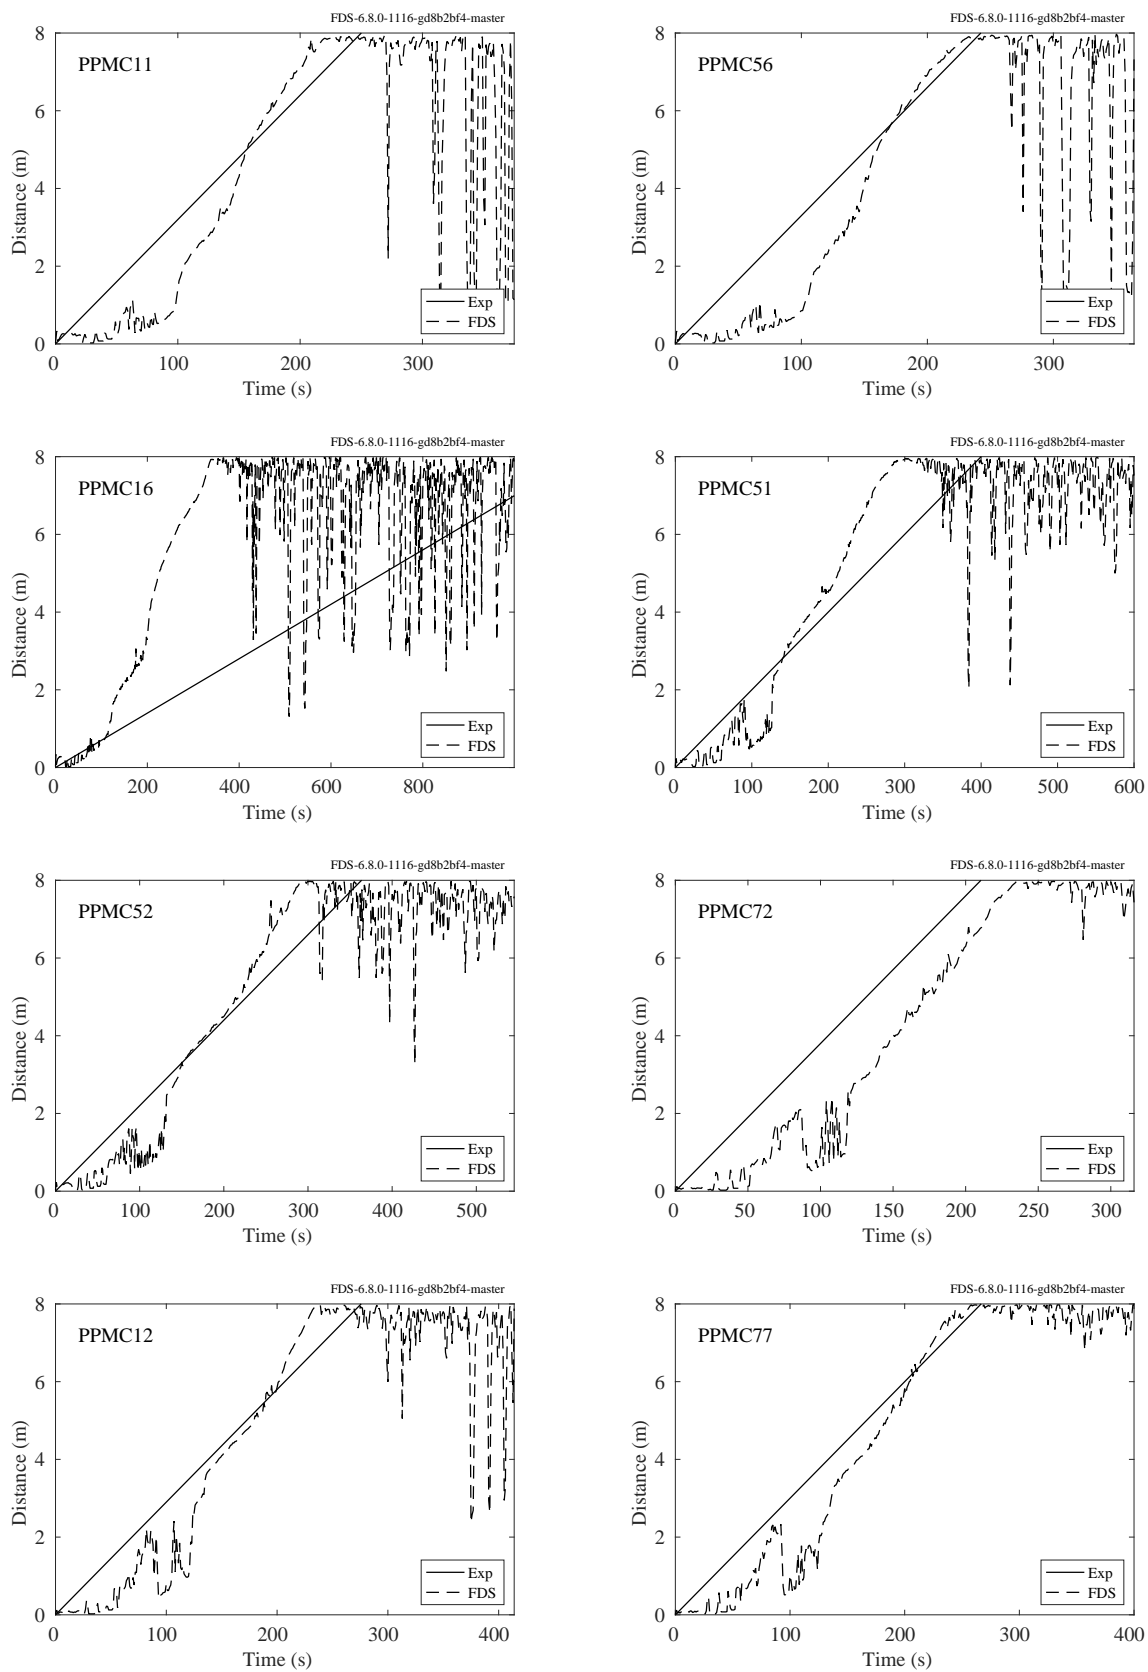 FDS-6.8.0-1116-gd8b2bf4-master
PPMC11
Distance (m)
8
6
4
2
0
0 100 200 300
Time (s)
Exp
FDS
FDS-6.8.0-1116-gd8b2bf4-master
PPMC56
Distance (m)
8
6
4
2
0
0 100 200 300
Time (s)
Exp
FDS
FDS-6.8.0-1116-gd8b2bf4-master
PPMC16
Distance (m)
8
6
4
2
0
0 200 400 600 800
Time (s)
Exp
FDS
FDS-6.8.0-1116-gd8b2bf4-master
PPMC51
Distance (m)
8
6
4
2
0
0 100 200 300 400 500 600
Time (s)
Exp
FDS
FDS-6.8.0-1116-gd8b2bf4-master
PPMC52
Distance (m)
8
6
4
2
0
0 100 200 300 400 500
Time (s)
Exp
FDS
FDS-6.8.0-1116-gd8b2bf4-master
PPMC72
Distance (m)
8
6
4
2
0
0 50 100 150 200 250 300
Time (s)
Exp
FDS
FDS-6.8.0-1116-gd8b2bf4-master
PPMC12
Distance (m)
8
6
4
2
0
0 100 200 300 400
Time (s)
Exp
FDS
FDS-6.8.0-1116-gd8b2bf4-master
PPMC77
Distance (m)
8
6
4
2
0
0 100 200 300 400
Time (s)
Exp
FDS